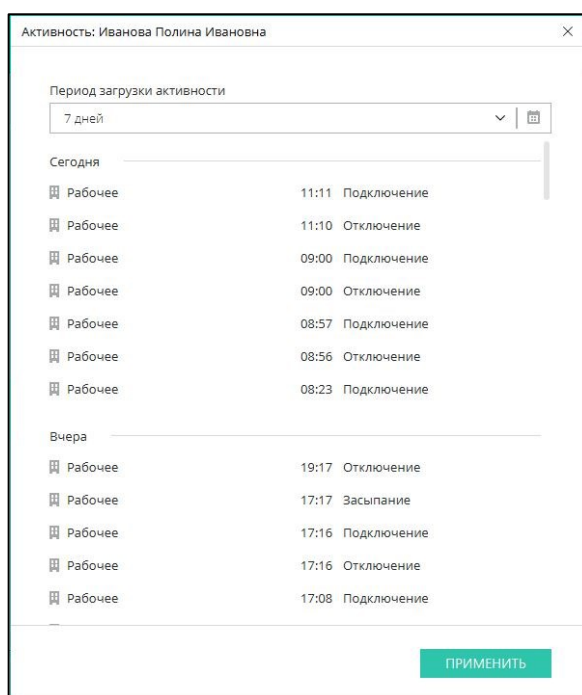 Активность: Иванова Полина Ивановна
Период загрузки активности
7 дней
Сегодня
Рабочее 11:11 Подключение
Рабочее 11:10 Отключение
Рабочее 09:00 Подключение
Рабочее 09:00 Отключение
Рабочее 08:57 Подключение
Рабочее 08:56 Отключение
Рабочее 08:23 Подключение
Вчера
Рабочее 19:17 Отключение
Рабочее 17:17 Засыпание
Рабочее 17:16 Подключение
Рабочее 17:16 Отключение
Рабочее 17:08 Подключение
ПРИМЕНИТЬ